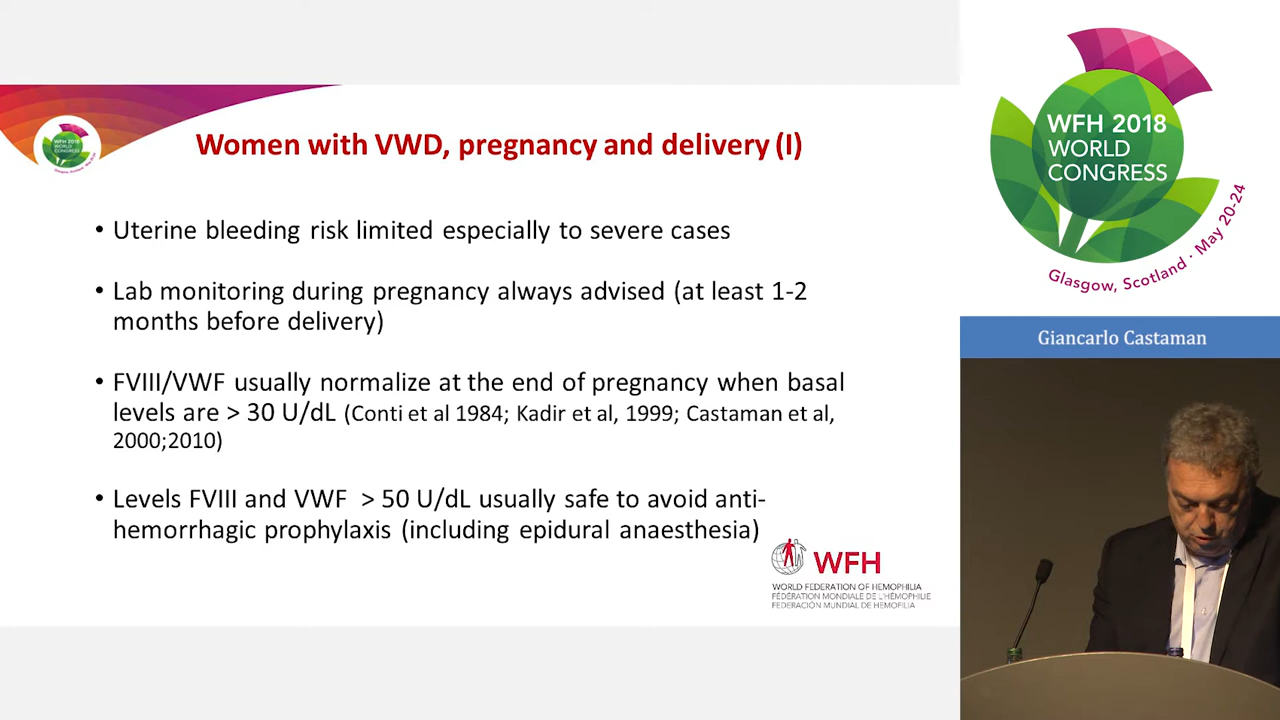 WFH 2018
WORLD
CONGRESS
Women with VWD, pregnancy and delivery (I)
• Uterine bleeding risk limited especially to severe cases
• Lab monitoring during pregnancy always advised (at least 1-2
months before delivery)
• FVIII/VWF usually normalize at the end of pregnancy when basal
levels are > 30 U/dL (Conti et al 1984; Kadir et al, 1999; Castaman et al,
2000;2010)
• Levels FVIII and VWF > 50 U/dL usually safe to avoid anti-
hemorrhagic prophylaxis (including epidural anaesthesia)
WFH
WORLD FEDERATION OF HEMOPHILIA
FÉDÉRATION MONDIALE DE L'HÉMOPHILIE
FEDERACIÓN MUNDIAL DE HEMOFILIA
WFH 2018
WORLD
CONGRESS
Glasgow, Scotland · May 20-24
Giancarlo Castaman